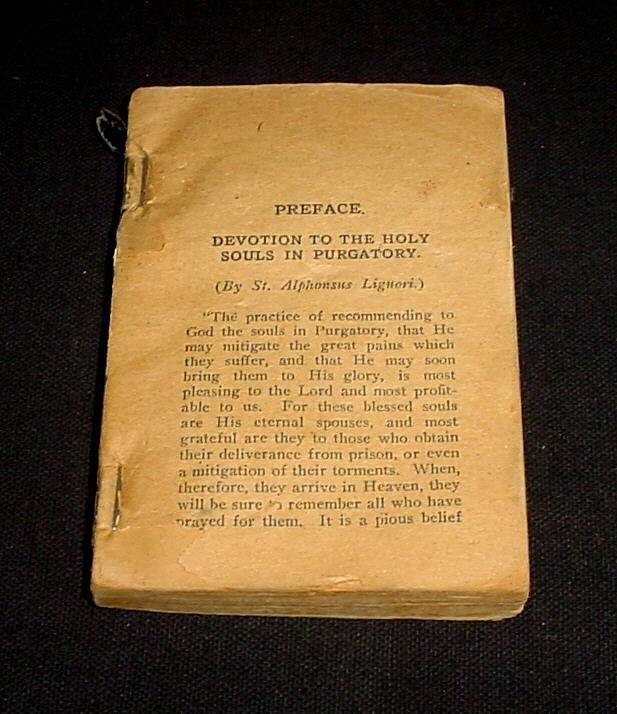 PREFACE.
DEVOTION TO THE HOLY
SOULS IN PURGATORY.
(By St. Alphonsus Liguori.)
"The practice of recommending to
God the souls in Purgatory, that He
may mitigate the great pains which
they suffer, and that He may soon
bring them to His glory, is most
pleasing to the Lord and most profit-
able to us. For these blessed souls
are His eternal spouses, and most
grateful are they to those who obtain
their deliverance from prison, or even
a mitigation of their torments. When,
therefore, they arrive in Heaven, they
will be sure to remember all who have
prayed for them. It is a pious belief